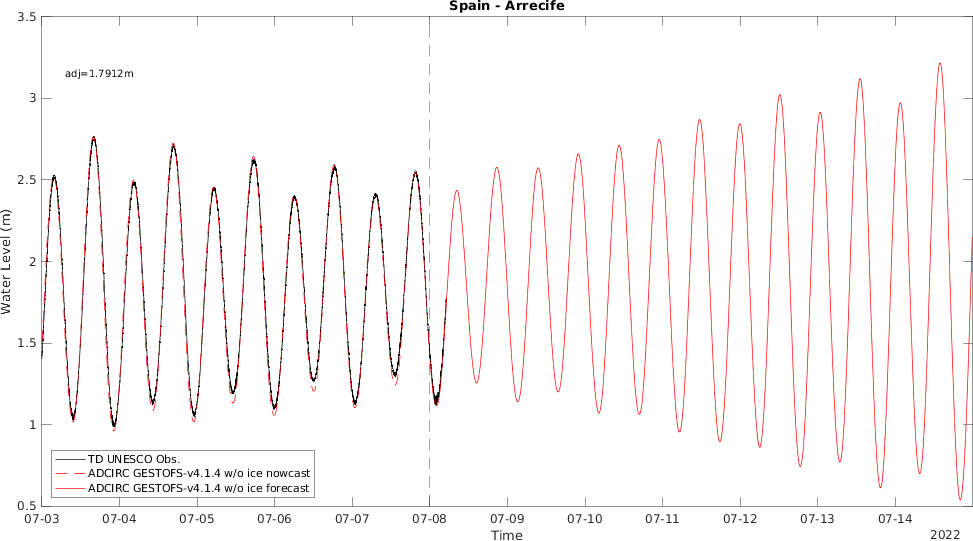 Spain - Arrecife
3.5
3
2.5
2
1.5
1
0.5
Water Level (m)
adj=1.7912m
TD UNESCO Obs.
ADCIRC GESTOFS-v4.1.4 w/o ice nowcast
ADCIRC GESTOFS-v4.1.4 w/o ice forecast
07-03 07-04 07-05 07-06 07-07 07-08 07-09 07-10 07-11 07-12 07-13 07-14
Time
2022